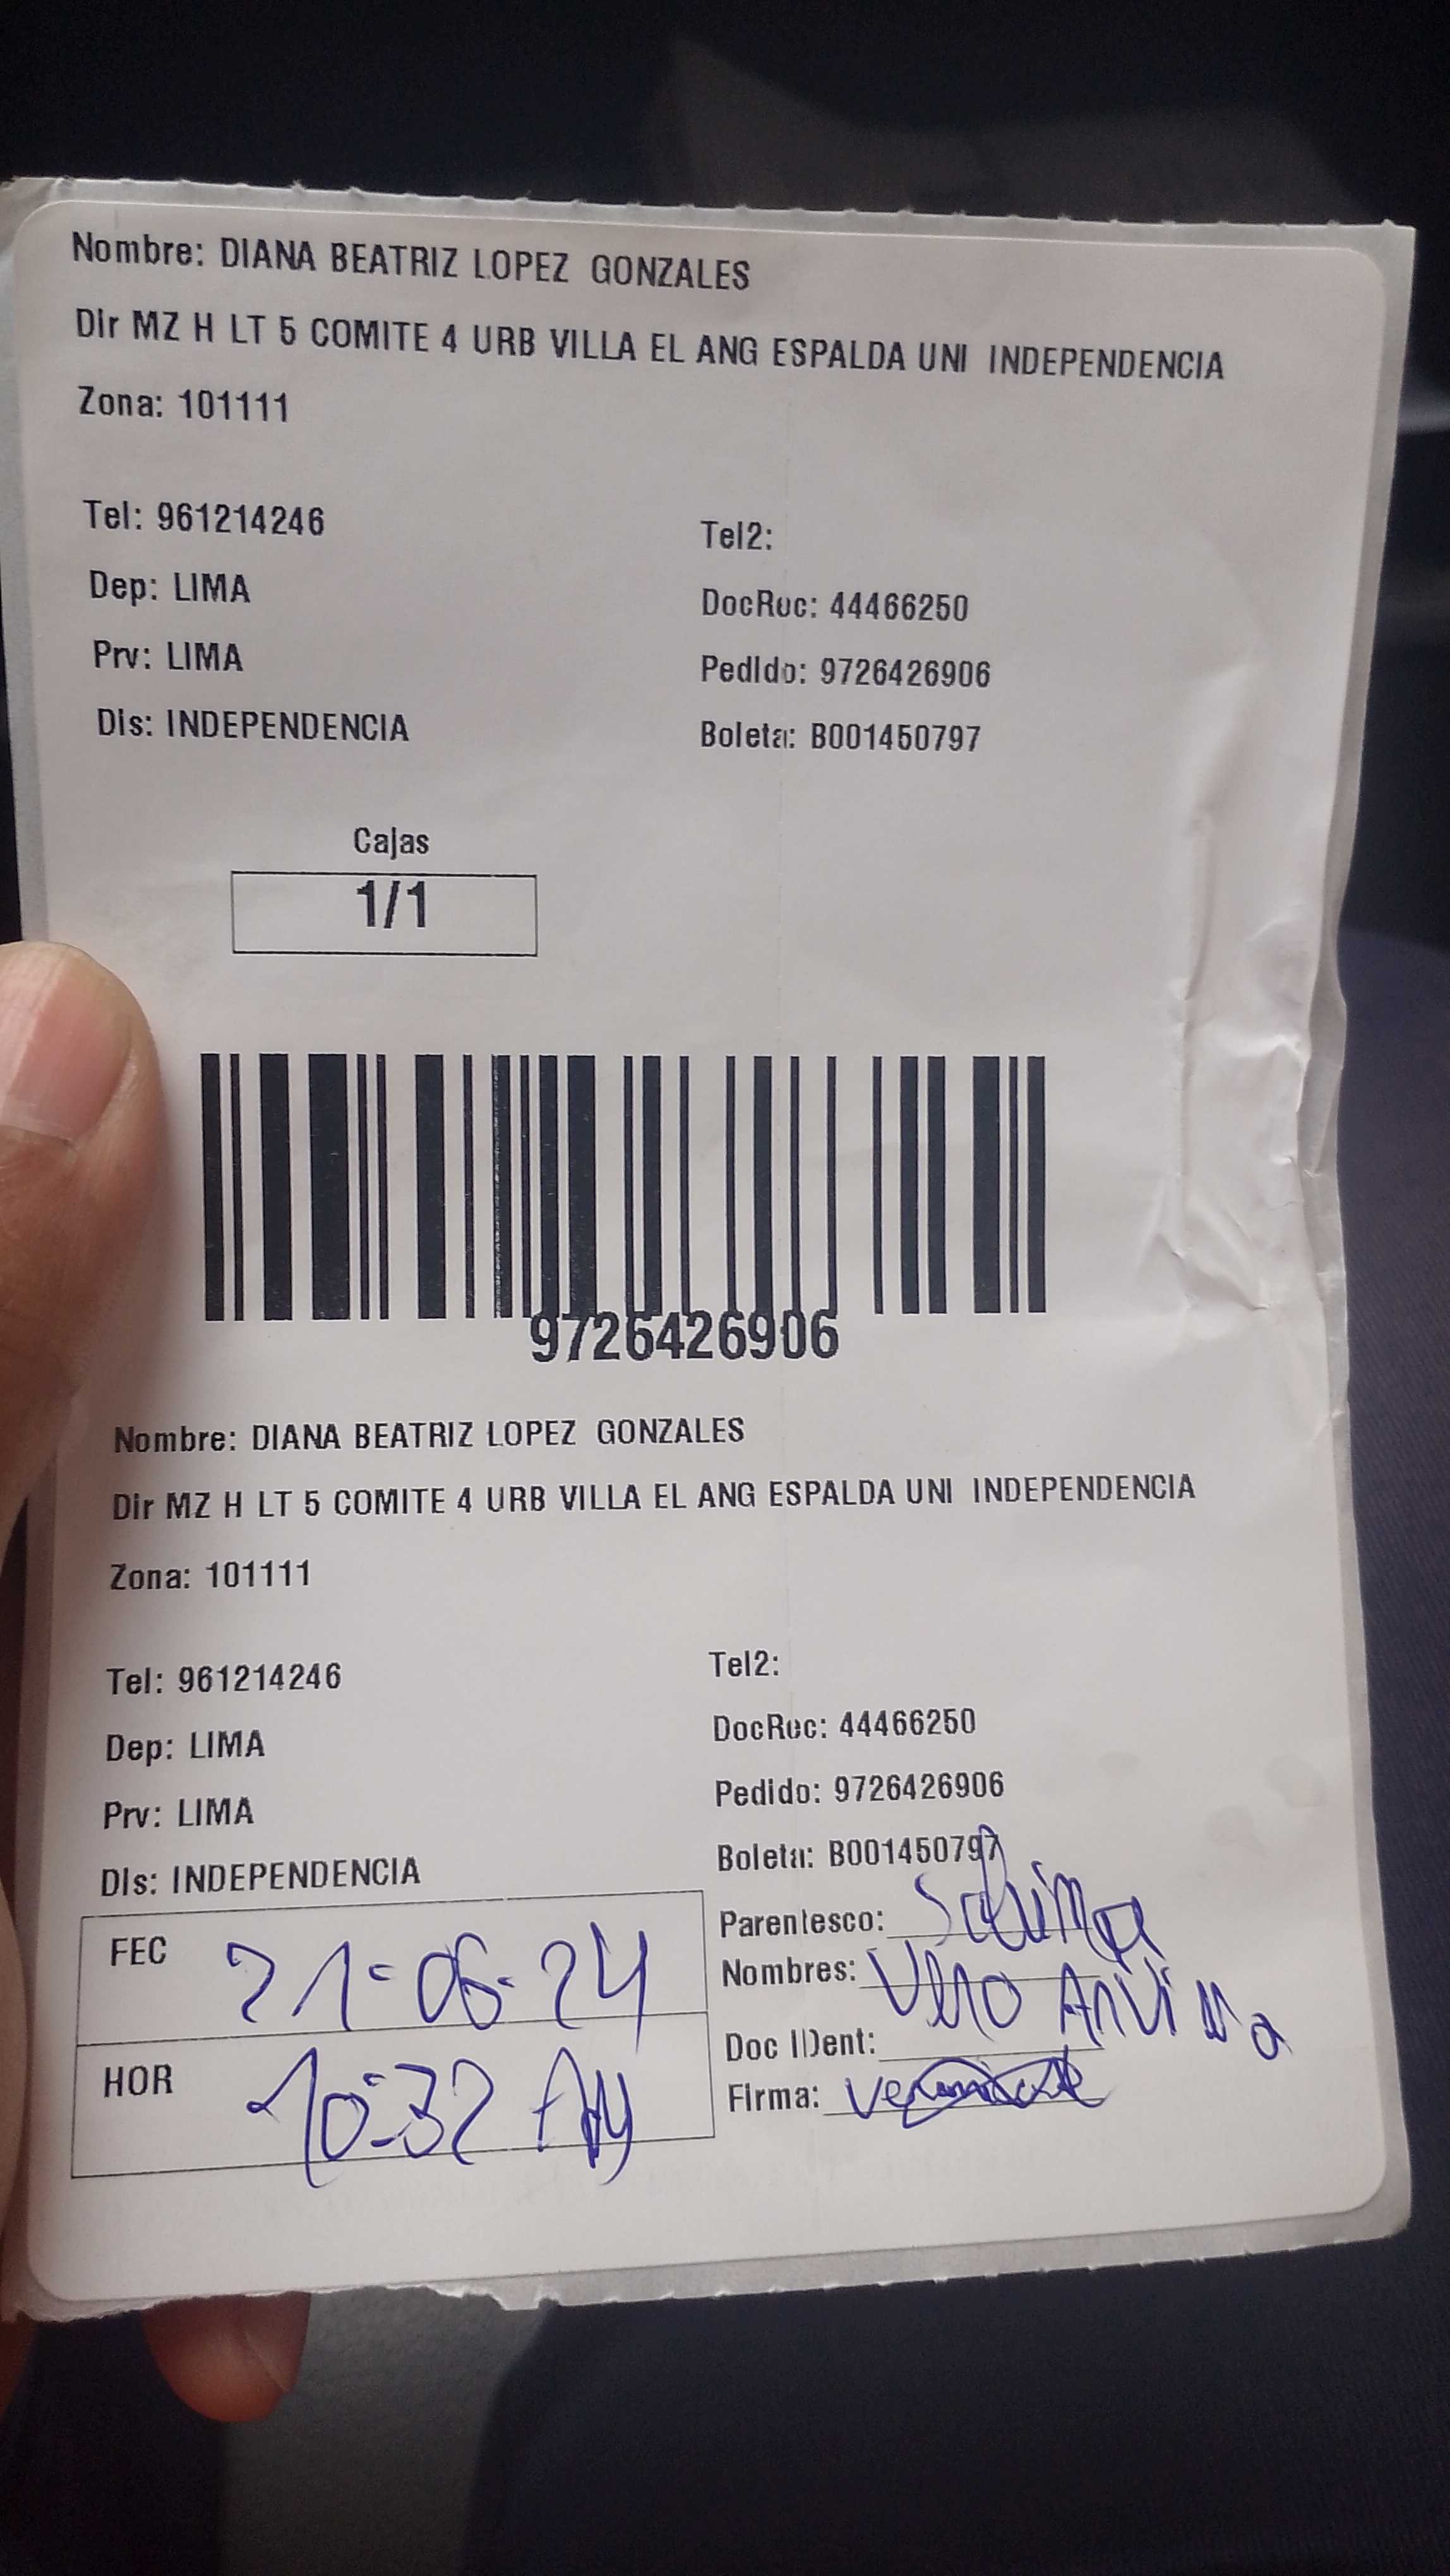 Nombre: DIANA BEATRIZ LOPEZ GONZALES
Dir MZ H LT 5 COMITE 4 URB VILLA EL ANG ESPALDA UNI INDEPENDENCIA
Zona: 101111
Tel: 961214246 Tel2:
Dep: LIMA DocRec: 44466250
Prv: LIMA Pedido: 9726426906
Dis: INDEPENDENCIA Boleta: B001450797
Cajas
1/1
9726426906
Nombre: DIANA BEATRIZ LOPEZ GONZALES
Dir MZ H LT 5 COMITE 4 URB VILLA EL ANG ESPALDA UNI INDEPENDENCIA
Zona: 101111
Tel: 961214246 Tel2:
Dep: LIMA DocRec: 44466250
Prv: LIMA Pedido: 9726426906
Dis: INDEPENDENCIA Boleta: B001450797
FEC 21-06-24
Parentesco:
Nombres: Vero
HOR 10:32 AM
Doc IDent:
Firma: